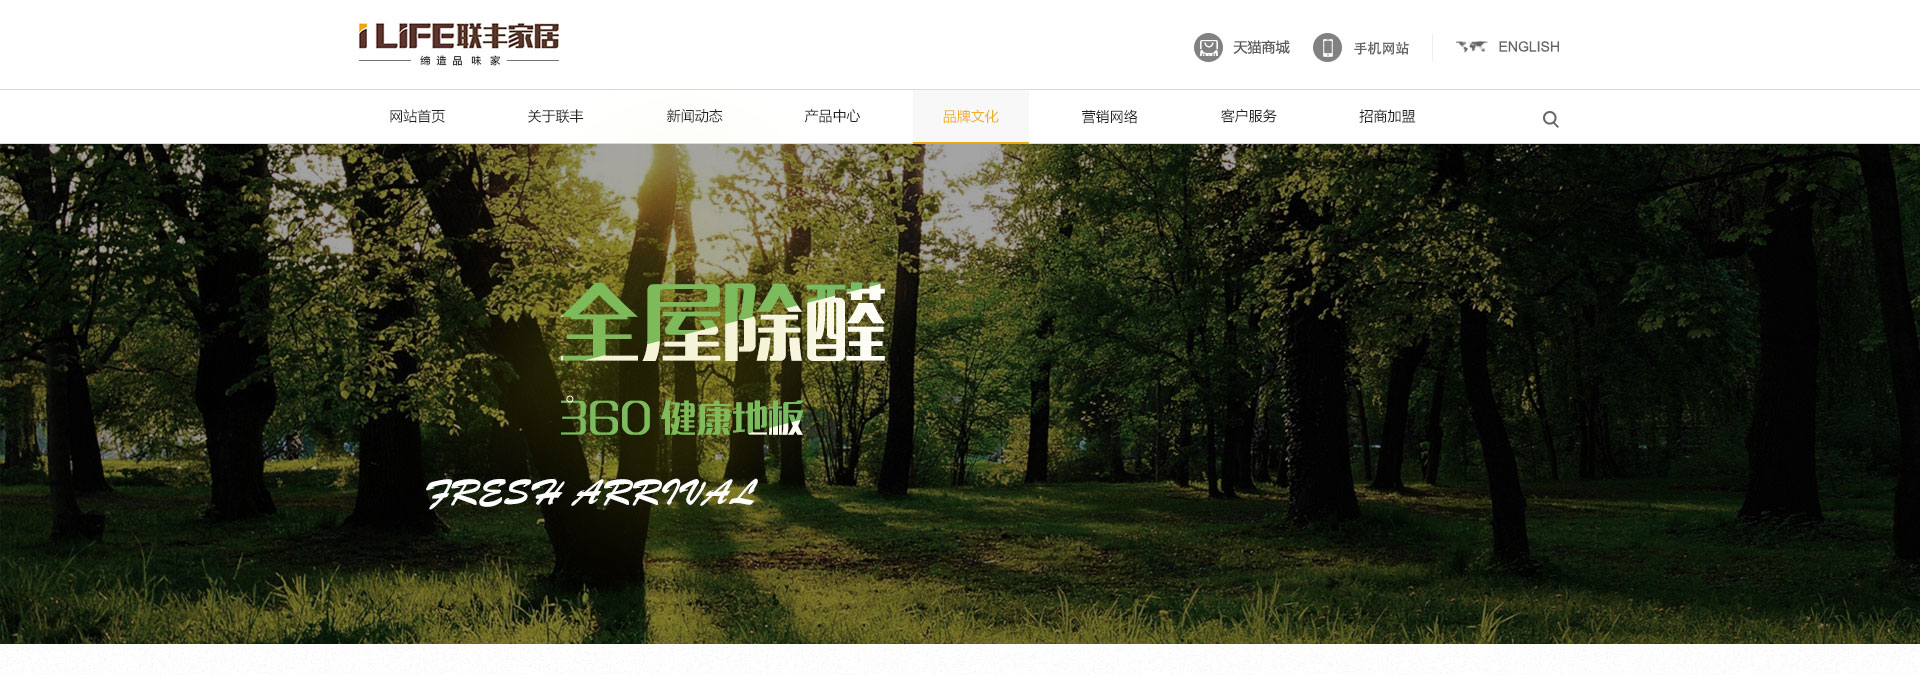 iLIFE联丰家居
缔造品味家
天猫商城 手机网站 ENGLISH
网站首页 关于联丰 新闻动态 产品中心 品牌文化 营销网络 客户服务 招商加盟
全屋除醛
360健康地板
FRESH ARRIVAL